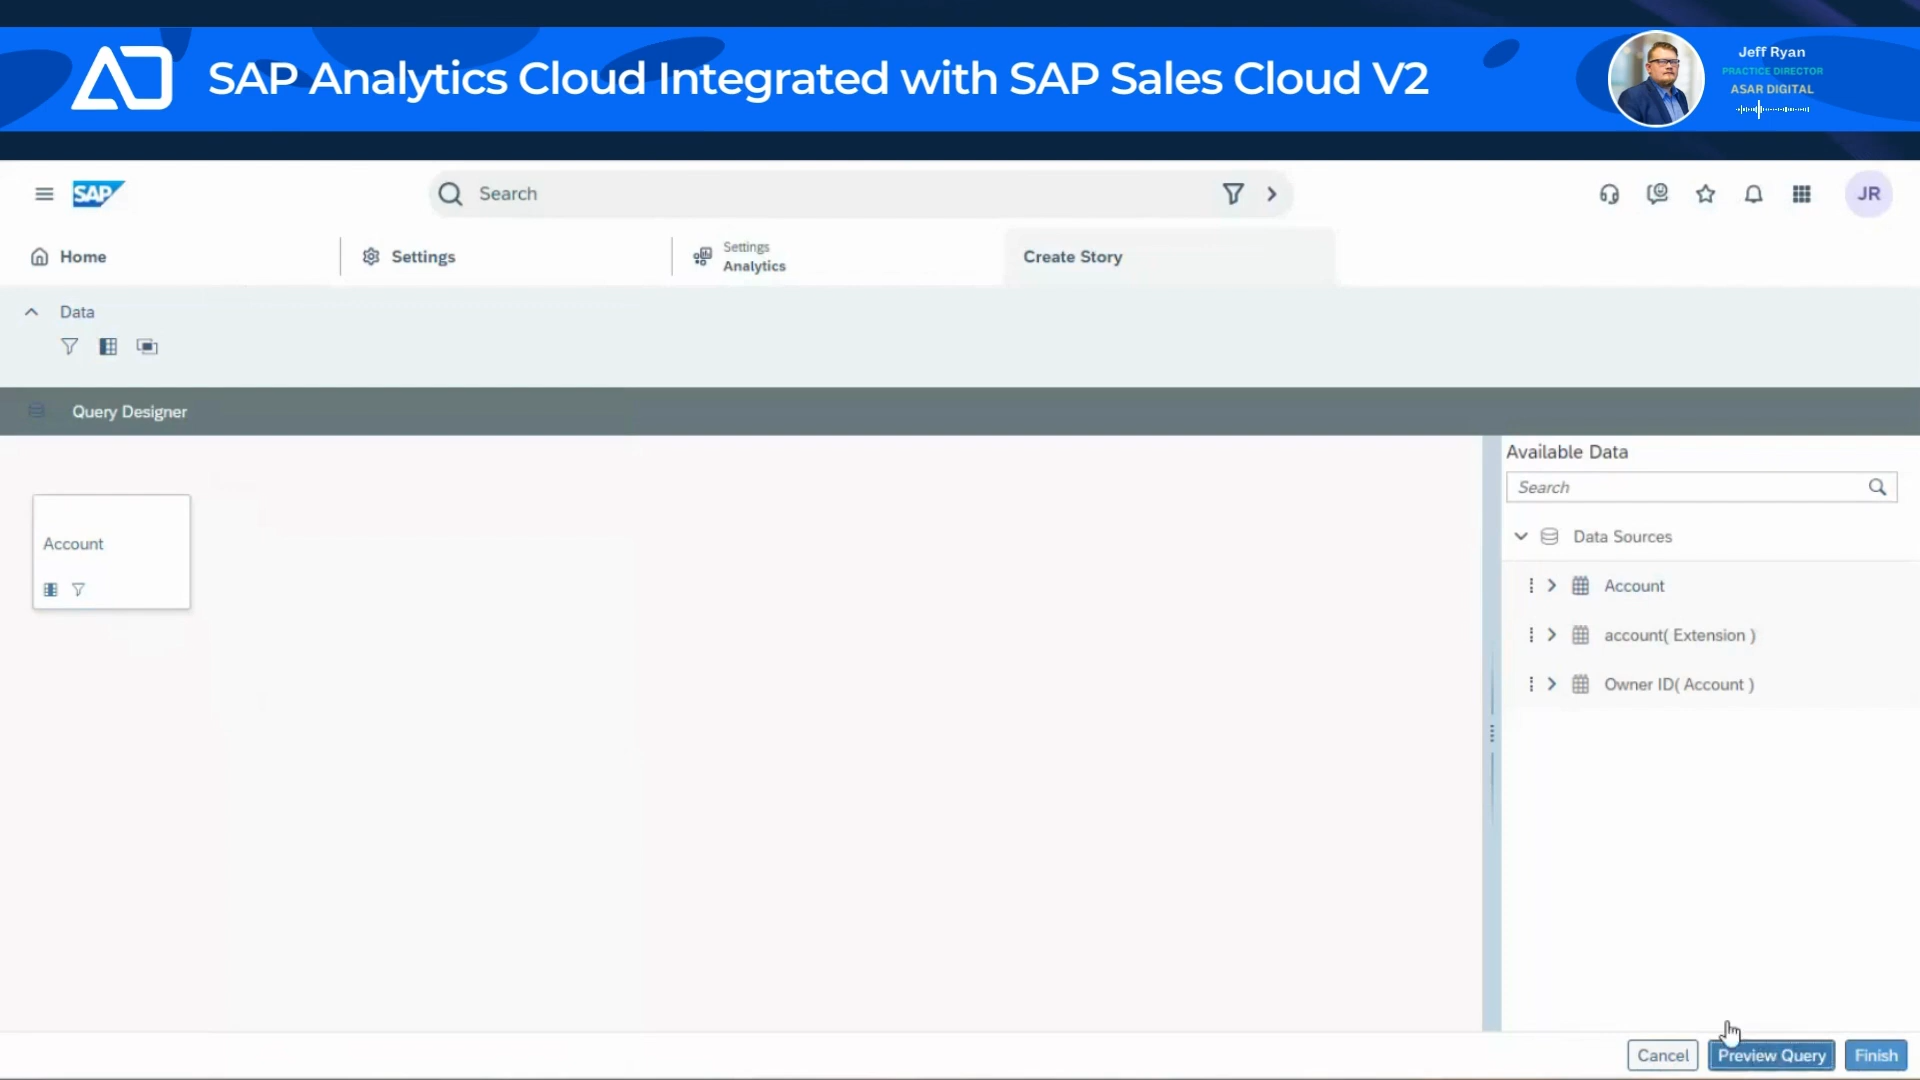 SAP Analytics Cloud Integrated with SAP Sales Cloud V2
Jeff Ryan
PRACTICE DIRECTOR
ASAR DIGITAL
SAP
Search
JR
Home
Settings
Settings
Analytics
Create Story
Data
Query Designer
Account
Available Data
Search
Data Sources
Account
account( Extension )
Owner ID( Account )
Cancel
Preview Query
Finish